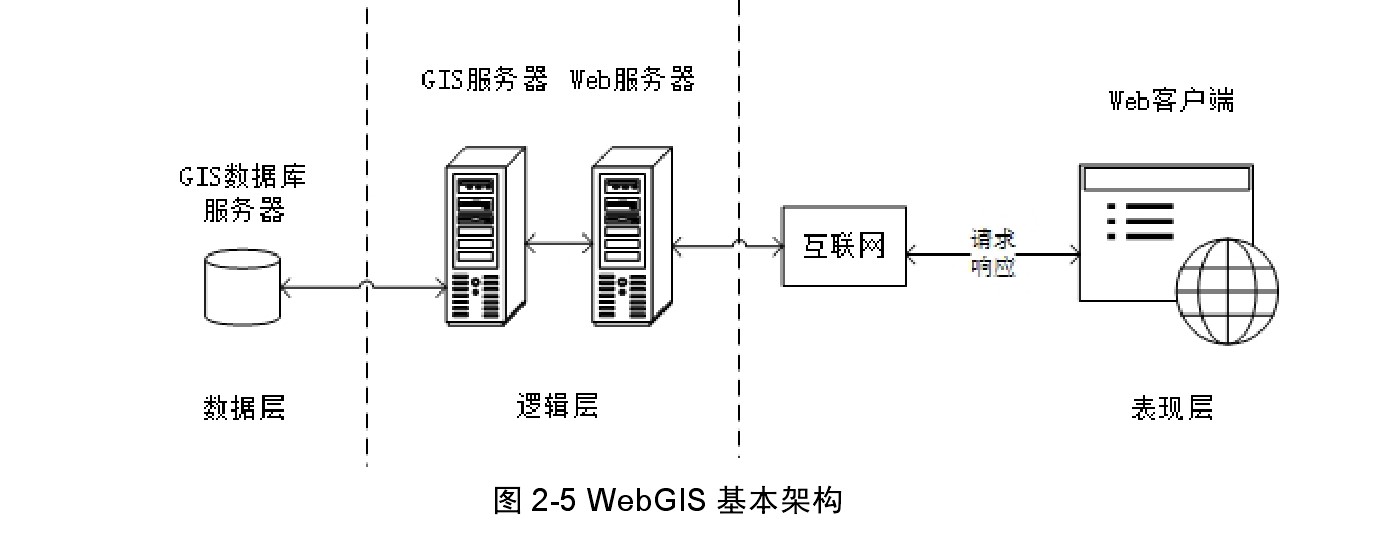 GIS服务器 Web服务器
Web客户端
GIS数据库
服务器
互联网
请求
响应
数据层
逻辑层
表现层
图 2-5 WebGIS 基本架构